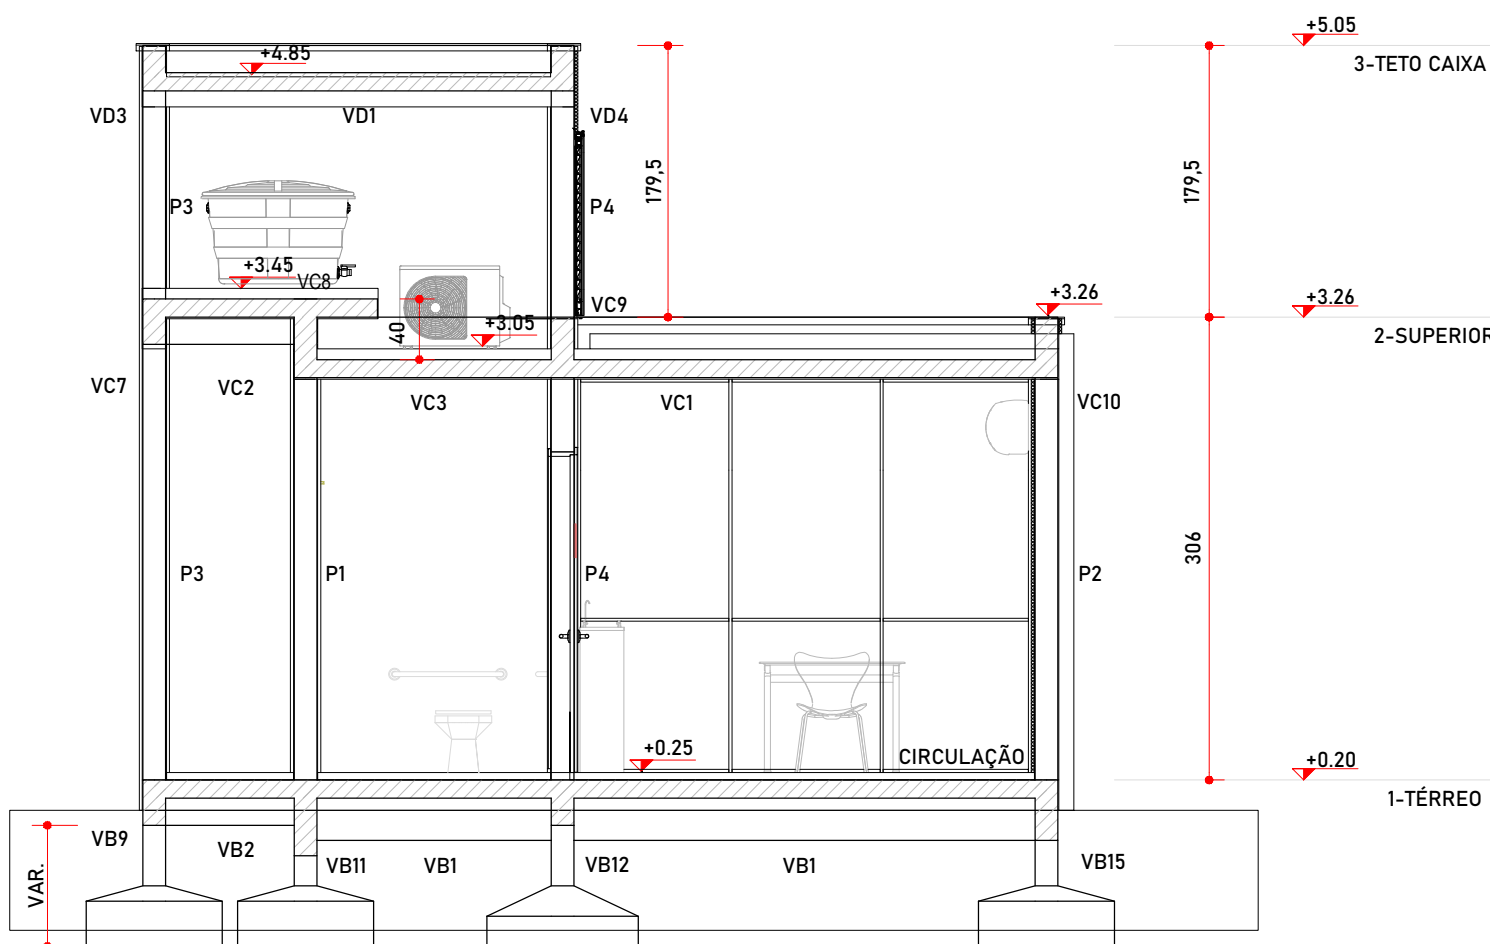 +5.05
3-TETO CAIXA
+4.85
VD3
VD1
VD4
179,5
179,5
P3
P4
+3.45
VC8
VC9
+3.26
+3.26
40
+3.05
2-SUPERIOR
VC7
VC2
VC3
VC1
VC10
306
P3
P1
P4
P2
+0.25
CIRCULAÇÃO
+0.20
1-TÉRREO
VB9
VB2
VB11
VB1
VB12
VB1
VB15
VAR.